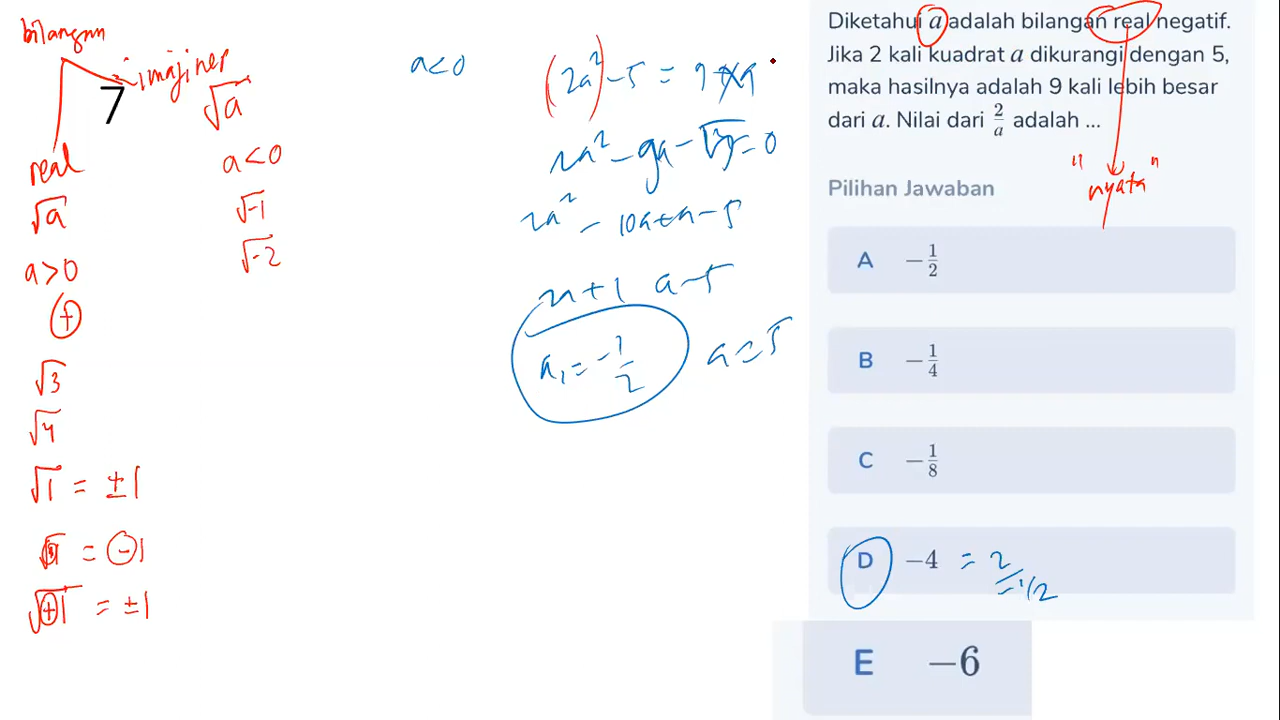 bilangan
imajiner
7
√a
real
a<0
√a
√-1
a>0
√-2
+
√3
√4
√1 = ±1
= -1
√+1 = ±1
a<0
(2a²)-5 = 9×a
2a² - 9a - 5 = 0
2a² - 10a + a - 5
2a+1 a-5
a₁ = -1/2
a = 5
Diketahui a adalah bilangan real negatif.
Jika 2 kali kuadrat a dikurangi dengan 5,
maka hasilnya adalah 9 kali lebih besar
dari a. Nilai dari 2/a adalah ...
"nyata"
Pilihan Jawaban
A -1/2
B -1/4
C -1/8
D -4 = 2/-1/2
E -6